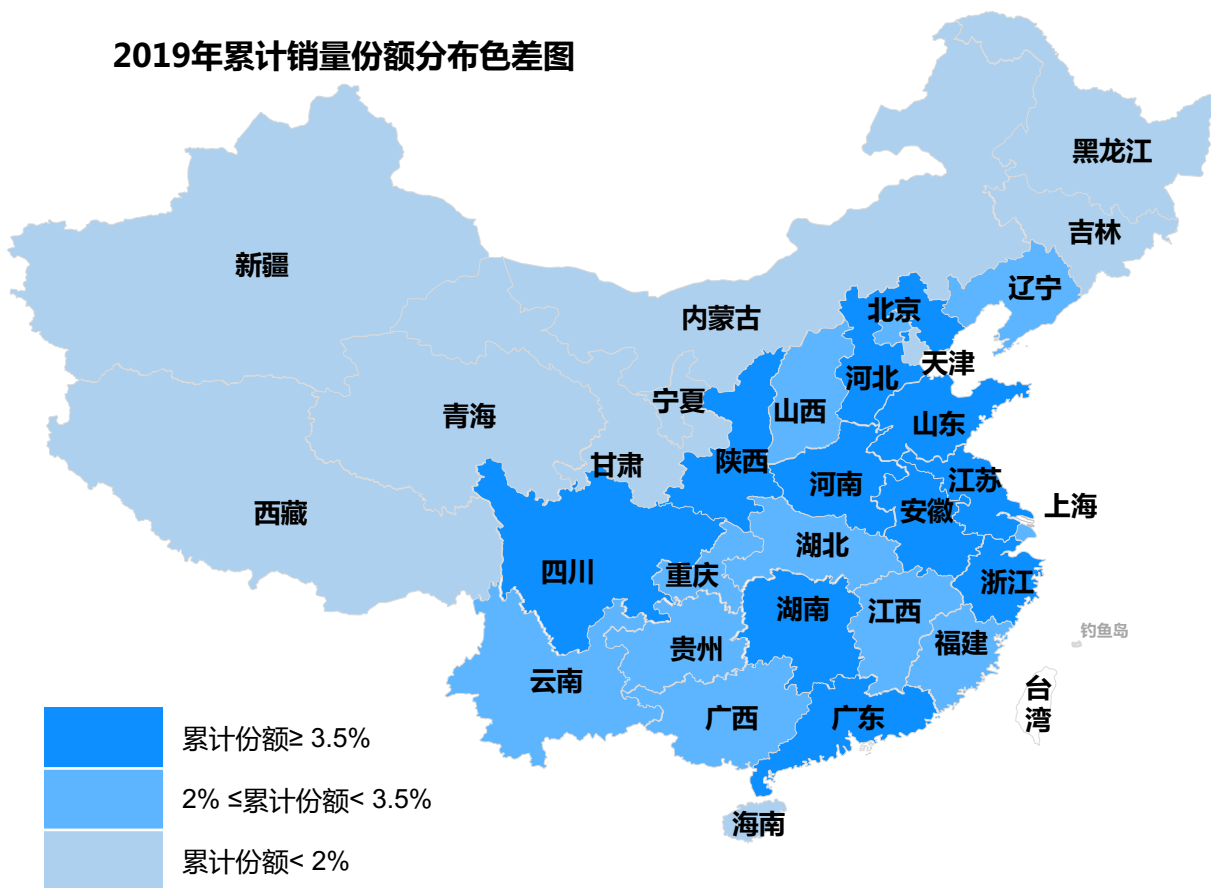 2019年累计销量份额分布色差图
黑龙江
吉林
新疆
辽宁
北京
内蒙古
天津
河北
宁夏
青海
山西
山东
甘肃
陕西
江苏
河南
西藏
安徽
上海
湖北
四川
重庆
浙江
湖南
江西
钓鱼岛
福建
贵州
云南
台
湾
广西
广东
海南
累计份额≥ 3.5%
2% ≤累计份额< 3.5%
累计份额< 2%